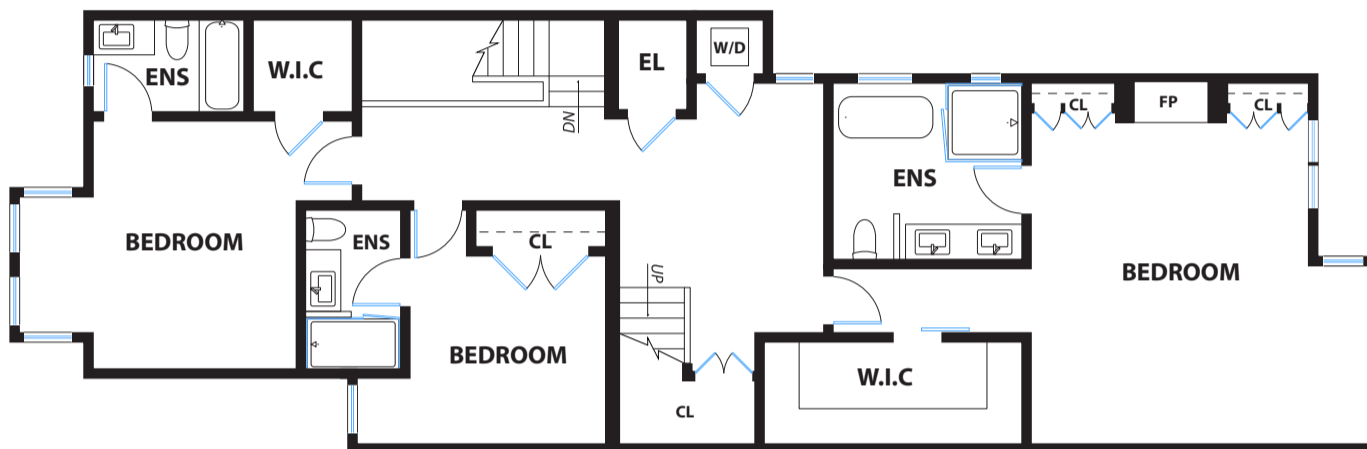 ENS
W.I.C
EL
W/D
DN
CL
FP
CL
ENS
BEDROOM
ENS
CL
UP
BEDROOM
BEDROOM
W.I.C
CL